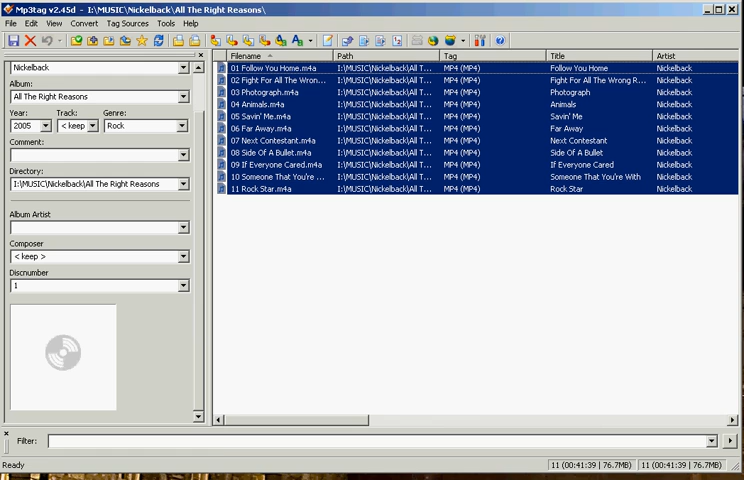 Mp3tag v2.45d - I:\MUSIC\Nickelback\All The Right Reasons\
File Edit View Convert Tag Sources Tools Help
Nickelback
Album:
All The Right Reasons
Year: Track: Genre:
2005 < keep Rock
Comment:
Directory:
I:\MUSIC\Nickelback\All The Right Reasons
Album Artist
Composer
< keep >
Discnumber
1
Filename Path Tag Title Artist
01 Follow You Home.m4a I:\MUSIC\Nickelback\All T... MP4 (MP4) Follow You Home Nickelback
02 Fight For All The Wron... I:\MUSIC\Nickelback\All T... MP4 (MP4) Fight For All The Wrong R... Nickelback
03 Photograph.m4a I:\MUSIC\Nickelback\All T... MP4 (MP4) Photograph Nickelback
04 Animals.m4a I:\MUSIC\Nickelback\All T... MP4 (MP4) Animals Nickelback
05 Savin' Me.m4a I:\MUSIC\Nickelback\All T... MP4 (MP4) Savin' Me Nickelback
06 Far Away.m4a I:\MUSIC\Nickelback\All T... MP4 (MP4) Far Away Nickelback
07 Next Contestant.m4a I:\MUSIC\Nickelback\All T... MP4 (MP4) Next Contestant Nickelback
08 Side Of A Bullet.m4a I:\MUSIC\Nickelback\All T... MP4 (MP4) Side Of A Bullet Nickelback
09 If Everyone Cared.m4a I:\MUSIC\Nickelback\All T... MP4 (MP4) If Everyone Cared Nickelback
10 Someone That You're ... I:\MUSIC\Nickelback\All T... MP4 (MP4) Someone That You're With Nickelback
11 Rock Star.m4a I:\MUSIC\Nickelback\All T... MP4 (MP4) Rock Star Nickelback
Filter:
Ready 11 (00:41:39 | 76.7MB) 11 (00:41:39 | 76.7MB)